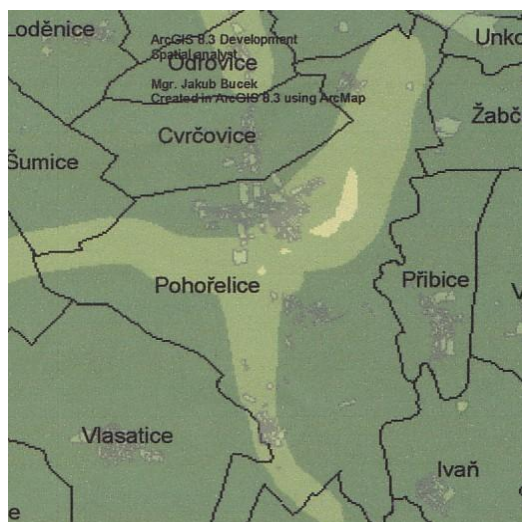 Loděnice
ArcGIS 8.3 Development
Spatial analyst
Odrovice
Mgr. Jakub Bucek
Created in ArcGIS 8.3 using ArcMap
Unko
Žabč
Cvrčovice
Šumice
Pohořelice
Přibice
V
Vlasatice
Ivaň
e